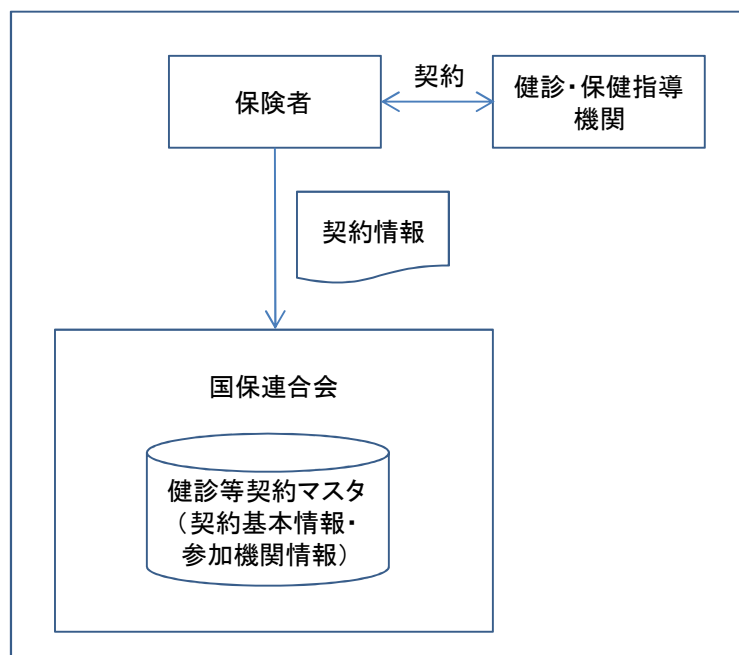 保険者
契約
健診・保健指導
機関
契約情報
国保連合会
健診等契約マスタ
（契約基本情報・
参加機関情報）